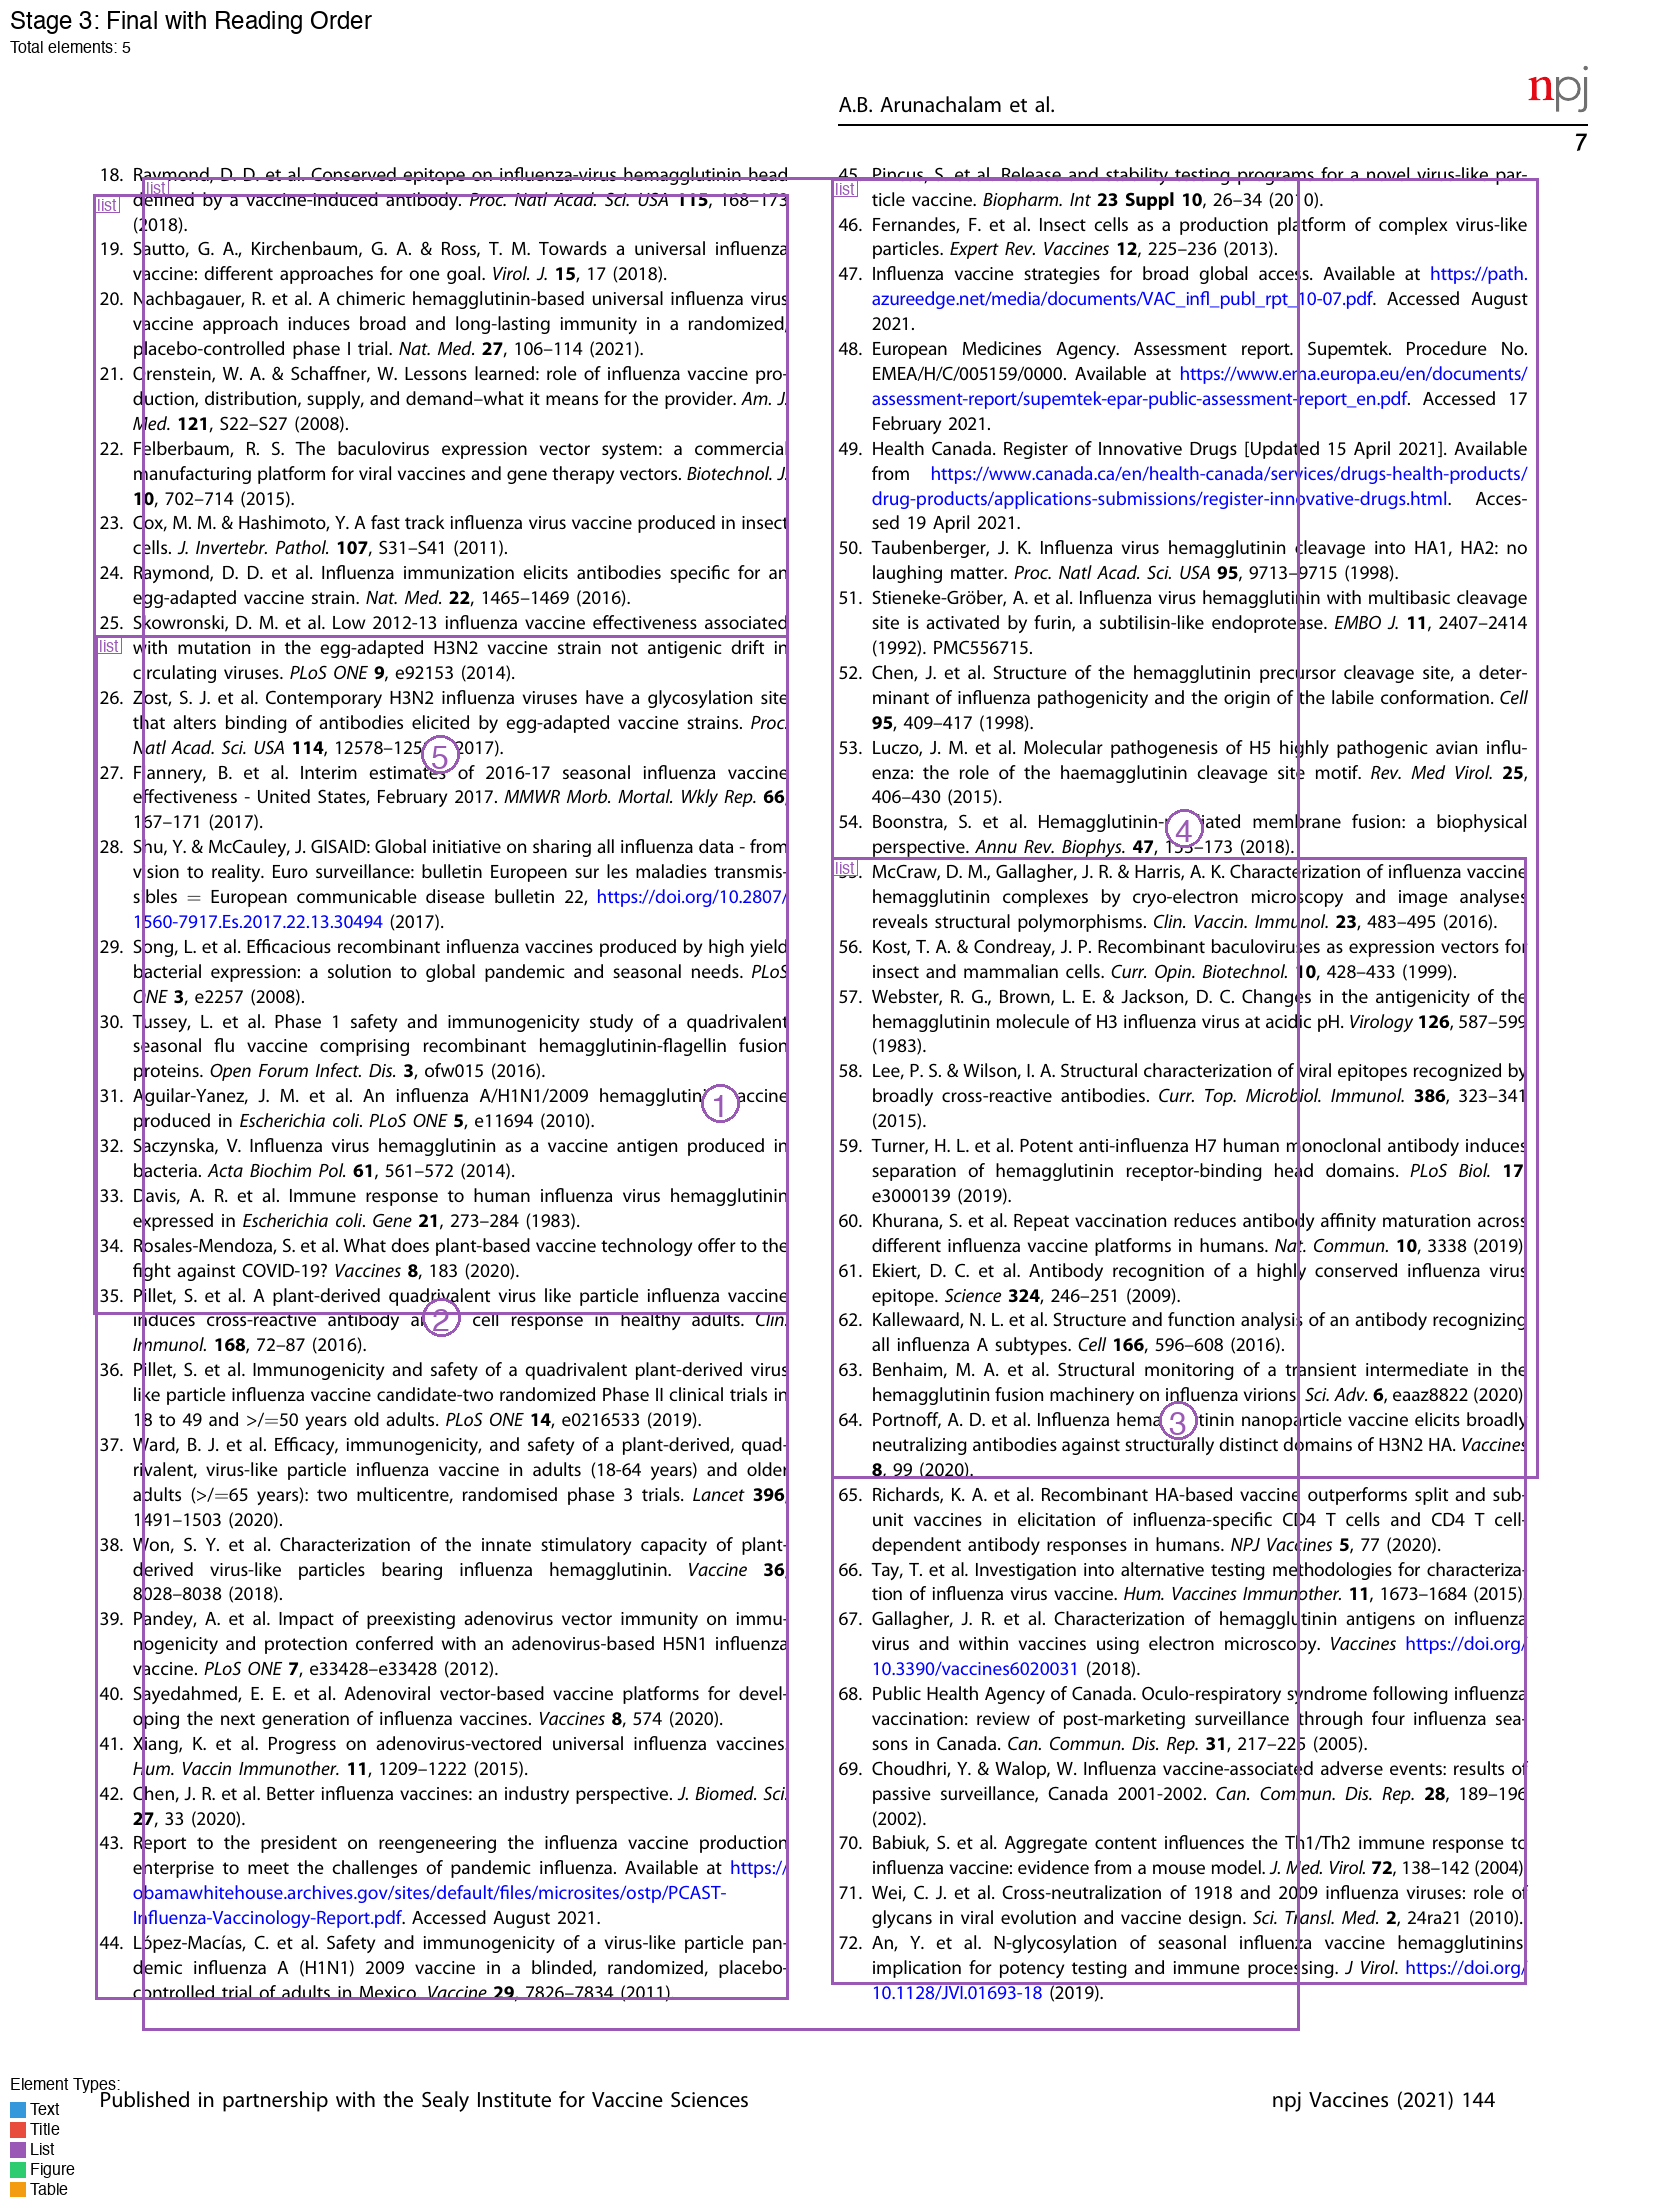 Stage 3: Final with Reading Order
Total elements: 5
npj
A.B. Arunachalam et al.
7
18. Raymond, D. D. et al. Conserved epitope on influenza-virus hemagglutinin head
list
defined by a vaccine-induced antibody. Proc. Natl Acad. Sci. USA 115, 168–173
list
(2018).
19. Sautto, G. A., Kirchenbaum, G. A. & Ross, T. M. Towards a universal influenza
vaccine: different approaches for one goal. Virol. J. 15, 17 (2018).
20. Nachbagauer, R. et al. A chimeric hemagglutinin-based universal influenza virus
vaccine approach induces broad and long-lasting immunity in a randomized,
placebo-controlled phase I trial. Nat. Med. 27, 106–114 (2021).
21. Orenstein, W. A. & Schaffner, W. Lessons learned: role of influenza vaccine pro-
duction, distribution, supply, and demand–what it means for the provider. Am. J.
Med. 121, S22–S27 (2008).
22. Felberbaum, R. S. The baculovirus expression vector system: a commercial
manufacturing platform for viral vaccines and gene therapy vectors. Biotechnol. J.
10, 702–714 (2015).
23. Cox, M. M. & Hashimoto, Y. A fast track influenza virus vaccine produced in insect
cells. J. Invertebr. Pathol. 107, S31–S41 (2011).
24. Raymond, D. D. et al. Influenza immunization elicits antibodies specific for an
egg-adapted vaccine strain. Nat. Med. 22, 1465–1469 (2016).
25. Skowronski, D. M. et al. Low 2012-13 influenza vaccine effectiveness associated
list
with mutation in the egg-adapted H3N2 vaccine strain not antigenic drift in
circulating viruses. PLoS ONE 9, e92153 (2014).
26. Zost, S. J. et al. Contemporary H3N2 influenza viruses have a glycosylation site
that alters binding of antibodies elicited by egg-adapted vaccine strains. Proc.
Natl Acad. Sci. USA 114, 2017).
5
27. Flannery, B. et al. Interim estimates of 2016-17 seasonal influenza vaccine
effectiveness - United States, February 2017. MMWR Morb. Mortal. Wkly Rep. 66,
167–171 (2017).
28. Shu, Y. & McCauley, J. GISAID: Global initiative on sharing all influenza data - from
vision to reality. Euro surveillance: bulletin Europeen sur les maladies transmis-
sibles = European communicable disease bulletin 22, https://doi.org/10.2807/
1560-7917.Es.2017.22.13.30494 (2017).
29. Song, L. et al. Efficacious recombinant influenza vaccines produced by high yield
bacterial expression: a solution to global pandemic and seasonal needs. PLoS
ONE 3, e2257 (2008).
30. Tussey, L. et al. Phase 1 safety and immunogenicity study of a quadrivalent
seasonal flu vaccine comprising recombinant hemagglutinin-flagellin fusion
proteins. Open Forum Infect. Dis. 3, ofw015 (2016).
31. Aguilar-Yanez, J. M. et al. An influenza A/H1N1/2009 hemagglutinin vaccine
1
produced in Escherichia coli. PLoS ONE 5, e11694 (2010).
32. Saczynska, V. Influenza virus hemagglutinin as a vaccine antigen produced in
bacteria. Acta Biochim Pol. 61, 561–572 (2014).
33. Davis, A. R. et al. Immune response to human influenza virus hemagglutinin
expressed in Escherichia coli. Gene 21, 273–284 (1983).
34. Rosales-Mendoza, S. et al. What does plant-based vaccine technology offer to the
fight against COVID-19? Vaccines 8, 183 (2020).
35. Pillet, S. et al. A plant-derived quadrivalent virus like particle influenza vaccine
induces cross-reactive antibody cell response in healthy adults. Clin.
2
Immunol. 168, 72–87 (2016).
36. Pillet, S. et al. Immunogenicity and safety of a quadrivalent plant-derived virus
like particle influenza vaccine candidate-two randomized Phase II clinical trials in
18 to 49 and >/=50 years old adults. PLoS ONE 14, e0216533 (2019).
37. Ward, B. J. et al. Efficacy, immunogenicity, and safety of a plant-derived, quad-
rivalent, virus-like particle influenza vaccine in adults (18-64 years) and older
adults (>/=65 years): two multicentre, randomised phase 3 trials. Lancet 396,
1491–1503 (2020).
38. Won, S. Y. et al. Characterization of the innate stimulatory capacity of plant-
derived virus-like particles bearing influenza hemagglutinin. Vaccine 36,
8028–8038 (2018).
39. Pandey, A. et al. Impact of preexisting adenovirus vector immunity on immu-
nogenicity and protection conferred with an adenovirus-based H5N1 influenza
vaccine. PLoS ONE 7, e33428–e33428 (2012).
40. Sayedahmed, E. E. et al. Adenoviral vector-based vaccine platforms for devel-
oping the next generation of influenza vaccines. Vaccines 8, 574 (2020).
41. Xiang, K. et al. Progress on adenovirus-vectored universal influenza vaccines.
Hum. Vaccin Immunother. 11, 1209–1222 (2015).
42. Chen, J. R. et al. Better influenza vaccines: an industry perspective. J. Biomed. Sci.
27, 33 (2020).
43. Report to the president on reengeneering the influenza vaccine production
enterprise to meet the challenges of pandemic influenza. Available at https://
obamawhitehouse.archives.gov/sites/default/files/microsites/ostp/PCAST-
Influenza-Vaccinology-Report.pdf. Accessed August 2021.
44. López-Macías, C. et al. Safety and immunogenicity of a virus-like particle pan-
demic influenza A (H1N1) 2009 vaccine in a blinded, randomized, placebo-
controlled trial of adults in Mexico. Vaccine 29, 7826–7834 (2011).
45. Pincus, S. et al. Release and stability testing programs for a novel virus-like par-
list
ticle vaccine. Biopharm. Int 23 Suppl 10, 26–34 (2010).
46. Fernandes, F. et al. Insect cells as a production platform of complex virus-like
particles. Expert Rev. Vaccines 12, 225–236 (2013).
47. Influenza vaccine strategies for broad global access. Available at https://path.
azureedge.net/media/documents/VAC_infl_publ_rpt_10-07.pdf. Accessed August
2021.
48. European Medicines Agency. Assessment report. Supemtek. Procedure No.
EMEA/H/C/005159/0000. Available at https://www.ema.europa.eu/en/documents/
assessment-report/supemtek-epar-public-assessment-report_en.pdf. Accessed 17
February 2021.
49. Health Canada. Register of Innovative Drugs [Updated 15 April 2021]. Available
from https://www.canada.ca/en/health-canada/services/drugs-health-products/
drug-products/applications-submissions/register-innovative-drugs.html. Acces-
sed 19 April 2021.
50. Taubenberger, J. K. Influenza virus hemagglutinin cleavage into HA1, HA2: no
laughing matter. Proc. Natl Acad. Sci. USA 95, 9713–9715 (1998).
51. Stieneke-Gröber, A. et al. Influenza virus hemagglutinin with multibasic cleavage
site is activated by furin, a subtilisin-like endoprotease. EMBO J. 11, 2407–2414
(1992). PMC556715.
52. Chen, J. et al. Structure of the hemagglutinin precursor cleavage site, a deter-
minant of influenza pathogenicity and the origin of the labile conformation. Cell
95, 409–417 (1998).
53. Luczo, J. M. et al. Molecular pathogenesis of H5 highly pathogenic avian influ-
enza: the role of the haemagglutinin cleavage site motif. Rev. Med Virol. 25,
406–430 (2015).
54. Boonstra, S. et al. Hemagglutinin-mediated membrane fusion: a biophysical
4
perspective. Annu Rev. Biophys. 47, 153–173 (2018).
list
55. McCraw, D. M., Gallagher, J. R. & Harris, A. K. Characterization of influenza vaccine
hemagglutinin complexes by cryo-electron microscopy and image analyses
reveals structural polymorphisms. Clin. Vaccin. Immunol. 23, 483–495 (2016).
56. Kost, T. A. & Condreay, J. P. Recombinant baculoviruses as expression vectors for
insect and mammalian cells. Curr. Opin. Biotechnol. 10, 428–433 (1999).
57. Webster, R. G., Brown, L. E. & Jackson, D. C. Changes in the antigenicity of the
hemagglutinin molecule of H3 influenza virus at acidic pH. Virology 126, 587–599
(1983).
58. Lee, P. S. & Wilson, I. A. Structural characterization of viral epitopes recognized by
broadly cross-reactive antibodies. Curr. Top. Microbiol. Immunol. 386, 323–341
(2015).
59. Turner, H. L. et al. Potent anti-influenza H7 human monoclonal antibody induces
separation of hemagglutinin receptor-binding head domains. PLoS Biol. 17
e3000139 (2019).
60. Khurana, S. et al. Repeat vaccination reduces antibody affinity maturation across
different influenza vaccine platforms in humans. Nat. Commun. 10, 3338 (2019)
61. Ekiert, D. C. et al. Antibody recognition of a highly conserved influenza virus
epitope. Science 324, 246–251 (2009).
62. Kallewaard, N. L. et al. Structure and function analysis of an antibody recognizing
all influenza A subtypes. Cell 166, 596–608 (2016).
63. Benhaim, M. A. et al. Structural monitoring of a transient intermediate in the
hemagglutinin fusion machinery on influenza virions. Sci. Adv. 6, eaaz8822 (2020)
64. Portnoff, A. D. et al. Influenza hemagglutinin nanoparticle vaccine elicits broadly
3
neutralizing antibodies against structurally distinct domains of H3N2 HA. Vaccines
8, 99 (2020).
65. Richards, K. A. et al. Recombinant HA-based vaccine outperforms split and sub-
unit vaccines in elicitation of influenza-specific CD4 T cells and CD4 T cell-
dependent antibody responses in humans. NPJ Vaccines 5, 77 (2020).
66. Tay, T. et al. Investigation into alternative testing methodologies for characteriza-
tion of influenza virus vaccine. Hum. Vaccines Immunother. 11, 1673–1684 (2015)
67. Gallagher, J. R. et al. Characterization of hemagglutinin antigens on influenza
virus and within vaccines using electron microscopy. Vaccines https://doi.org/
10.3390/vaccines6020031 (2018).
68. Public Health Agency of Canada. Oculo-respiratory syndrome following influenza
vaccination: review of post-marketing surveillance through four influenza sea-
sons in Canada. Can. Commun. Dis. Rep. 31, 217–225 (2005).
69. Choudhri, Y. & Walop, W. Influenza vaccine-associated adverse events: results of
passive surveillance, Canada 2001-2002. Can. Commun. Dis. Rep. 28, 189–196
(2002).
70. Babiuk, S. et al. Aggregate content influences the Th1/Th2 immune response to
influenza vaccine: evidence from a mouse model. J. Med. Virol. 72, 138–142 (2004)
71. Wei, C. J. et al. Cross-neutralization of 1918 and 2009 influenza viruses: role of
glycans in viral evolution and vaccine design. Sci. Transl. Med. 2, 24ra21 (2010).
72. An, Y. et al. N-glycosylation of seasonal influenza vaccine hemagglutinins
implication for potency testing and immune processing. J Virol. https://doi.org/
10.1128/JVI.01693-18 (2019).
Element Types:
Text
Title
List
Figure
Table
Published in partnership with the Sealy Institute for Vaccine Sciences
npj Vaccines (2021) 144